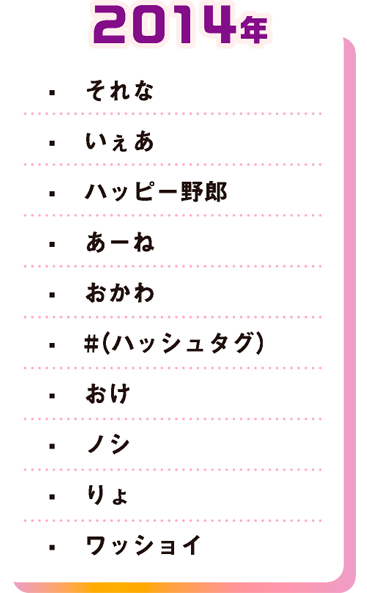 2014年
▪ それな
▪ いぇあ
▪ ハッピー野郎
▪ あーね
▪ おかわ
▪ #(ハッシュタグ)
▪ おけ
▪ ノシ
▪ りょ
▪ ワッショイ